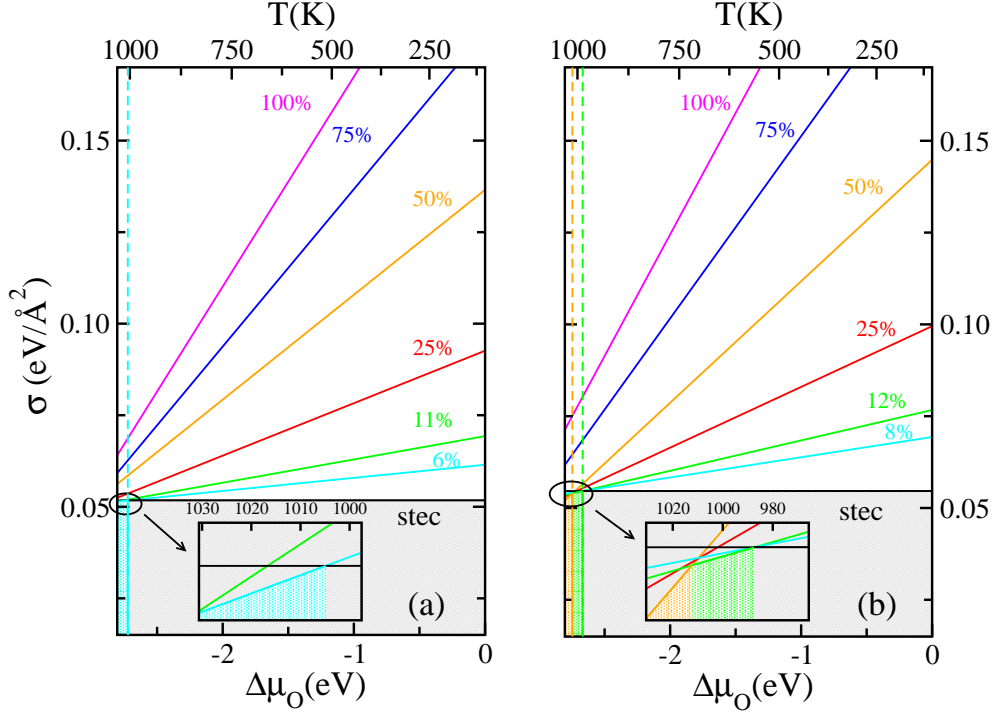 T(K)
T(K)
1000 750 500 250
1000 750 500 250
100%
75%
50%
25%
11%
6%
stec
1030 1020 1010 1000
(a)
0.15
0.10
0.05
σ (eV/Å²)
-2 -1 0
Δμ_O(eV)
100%
75%
50%
25%
12%
8%
stec
1020 1000 980
(b)
0.15
0.10
0.05
-2 -1 0
Δμ_O(eV)